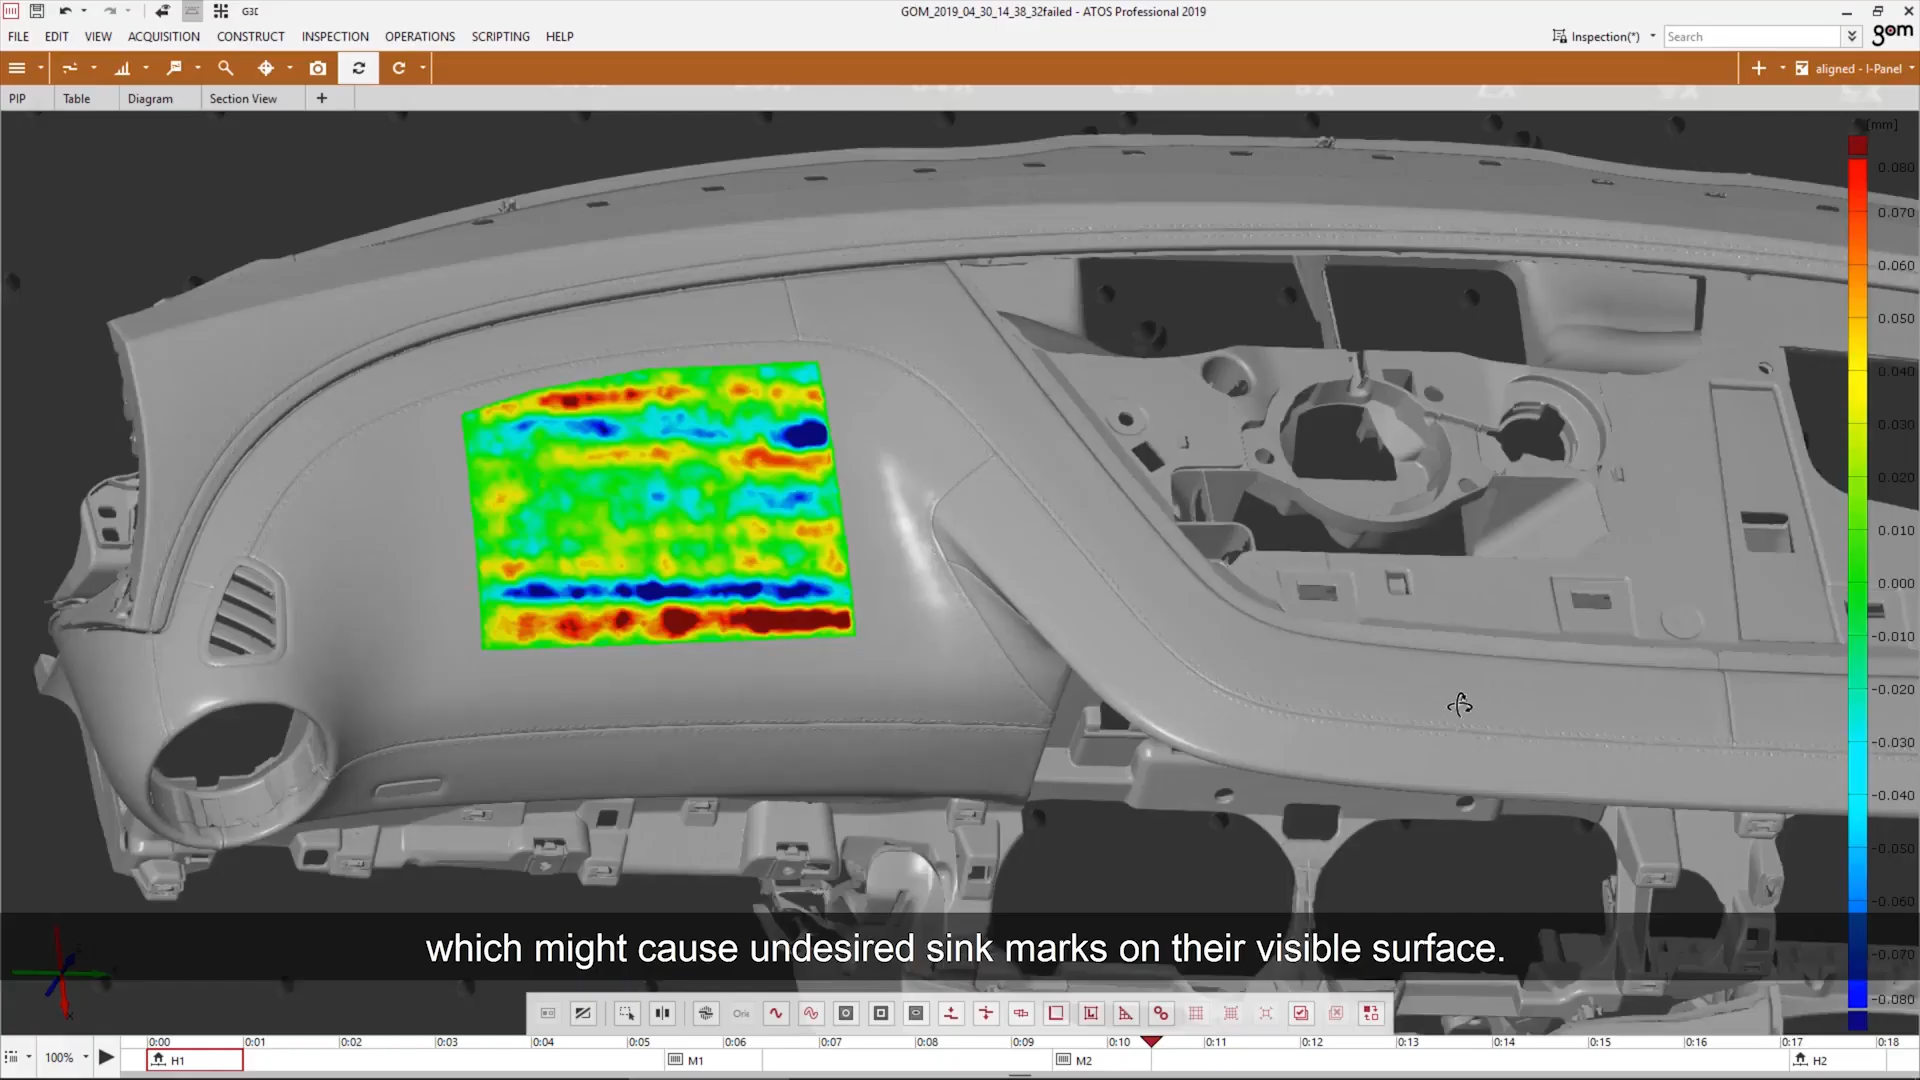 GOM_2019_04_30_14_38_32failed - ATOS Professional 2019
FILE EDIT VIEW ACQUISITION CONSTRUCT INSPECTION OPERATIONS SCRIPTING HELP
Inspection(*) Search gom
aligned - I-Panel
PIP Table Diagram Section View +
[mm]
0.080
0.070
0.060
0.050
0.040
0.030
0.020
0.010
0.000
-0.010
-0.020
-0.030
-0.040
-0.050
-0.060
-0.070
-0.080
which might cause undesired sink marks on their visible surface.
100% 0:00 0:01 0:02 0:03 0:04 0:05 0:06 0:07 0:08 0:09 0:10 0:11 0:12 0:13 0:14 0:15 0:16 0:17 0:18
H1 M1 M2 H2